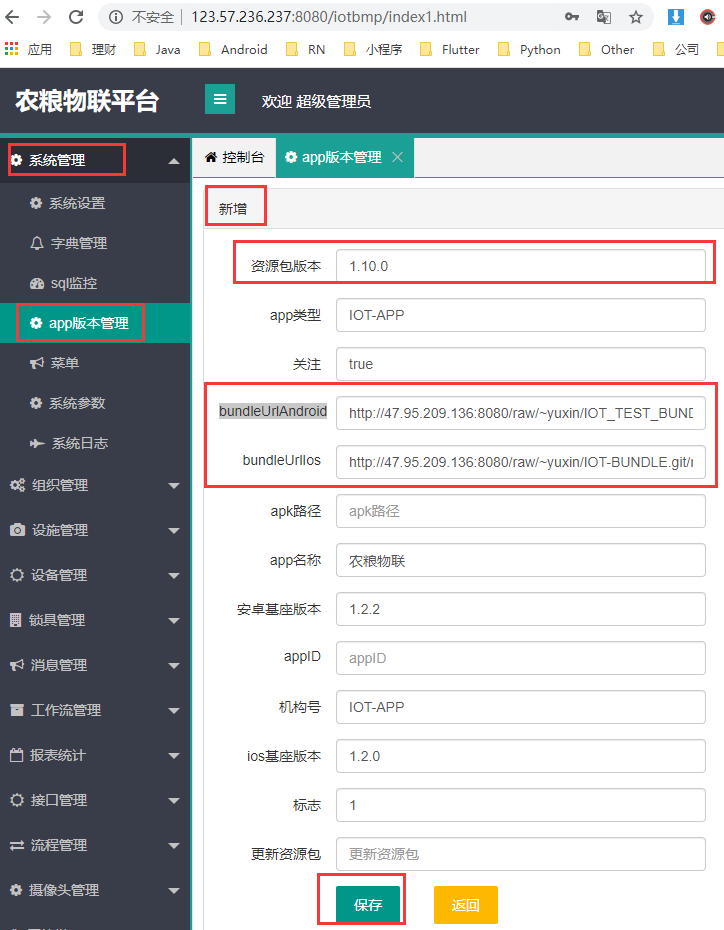 不安全 | 123.57.236.237:8080/iotbmp/index1.html
应用 理财 Java Android RN 小程序 Flutter Python Other 公司
农粮物联平台
欢迎 超级管理员
系统管理
系统设置
字典管理
sql监控
app版本管理
菜单
系统参数
系统日志
组织管理
设施管理
设备管理
锁具管理
消息管理
工作流管理
报表统计
接口管理
流程管理
摄像头管理
控制台 app版本管理
新增
资源包版本 1.10.0
app类型 IOT-APP
关注 true
bundleUrlAndroid http://47.95.209.136:8080/raw/~yuxin/IOT_TEST_BUND
bundleUrlIos http://47.95.209.136:8080/raw/~yuxin/IOT-BUNDLE.git/r
apk路径 apk路径
app名称 农粮物联
安卓基座版本 1.2.2
appID appID
机构号 IOT-APP
ios基座版本 1.2.0
标志 1
更新资源包 更新资源包
保存 返回